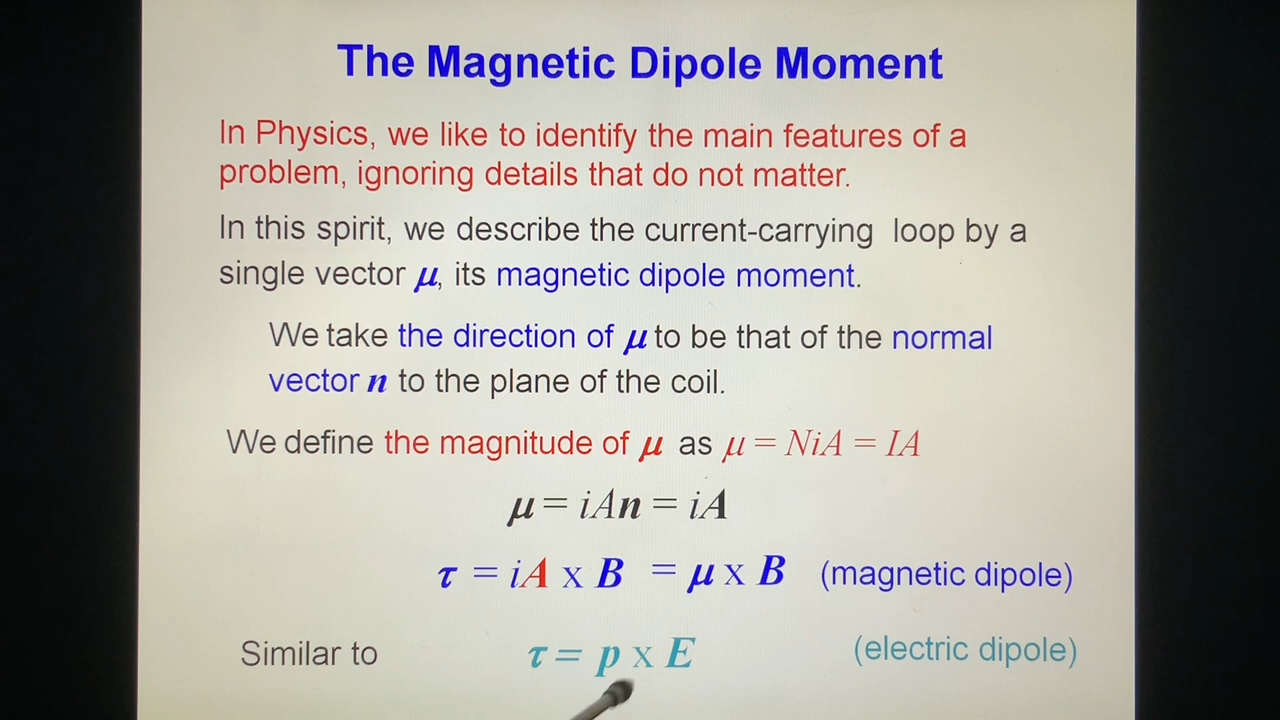 The Magnetic Dipole Moment
In Physics, we like to identify the main features of a
problem, ignoring details that do not matter.
In this spirit, we describe the current-carrying loop by a
single vector μ, its magnetic dipole moment.
We take the direction of μ to be that of the normal
vector n to the plane of the coil.
We define the magnitude of μ as μ = NiA = IA
μ = iAn = iA
τ = iA x B = μ x B (magnetic dipole)
Similar to τ = p x E (electric dipole)